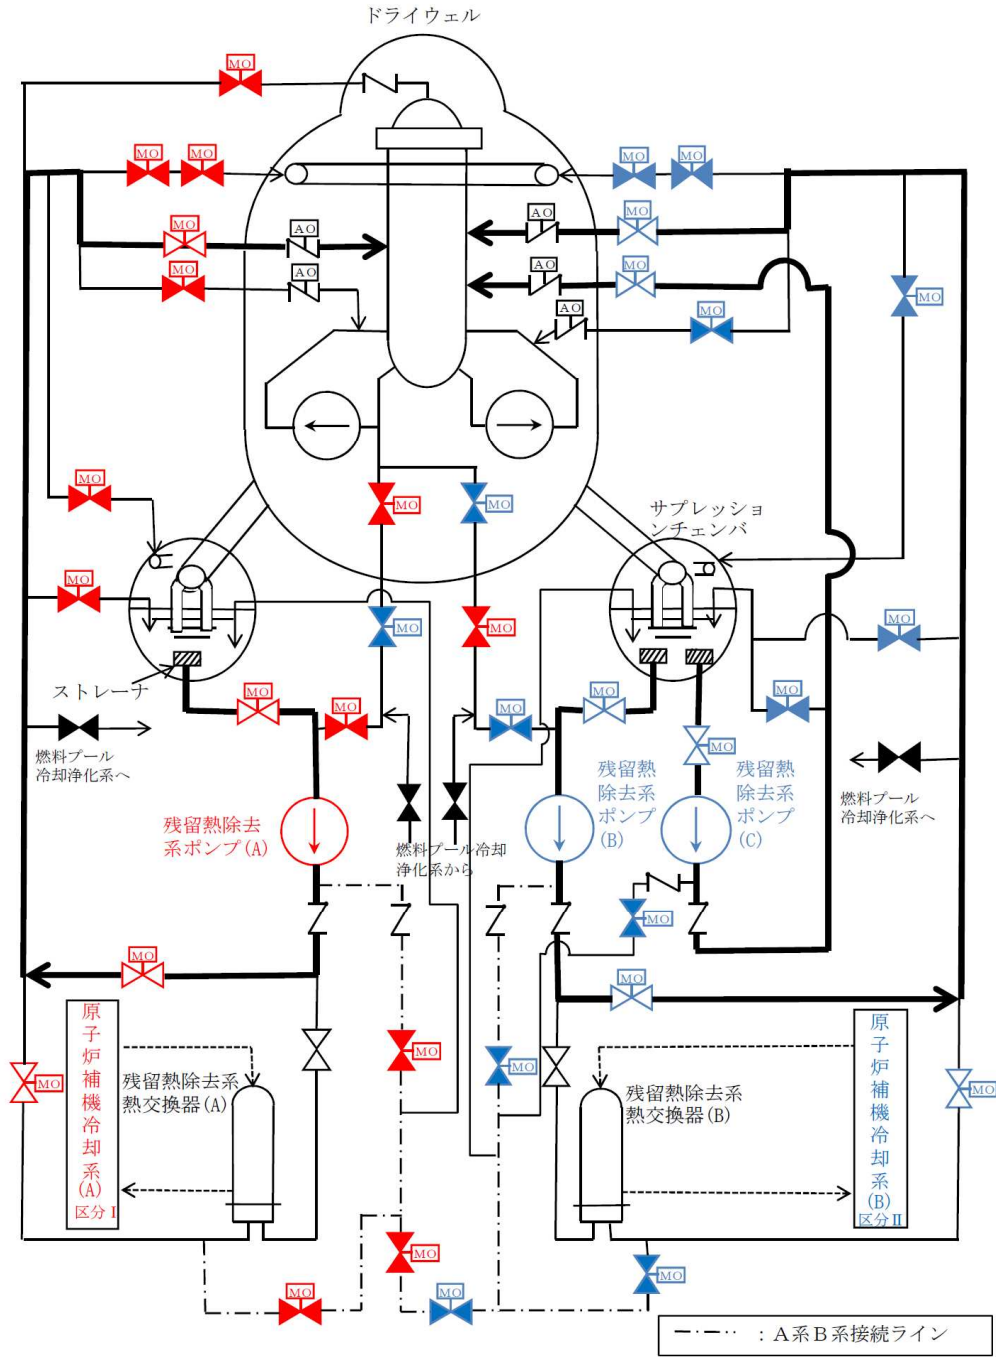 ドライウェル
MO
MO
MO
MO
MO
MO
AO
AO
MO
MO
AO
MO
MO
AO
MO
AO
MO
MO
MO
MO
MO
サプレッショ
ンチェンバ
MO
MO
MO
MO
ストレーナ
MO
MO
MO
MO
MO
MO
燃料プール
冷却浄化系へ
燃料プール
冷却浄化系へ
残留熱除去
系ポンプ(A)
残留熱
除去系
ポンプ
(B)
残留熱
除去系
ポンプ
(C)
燃料プール冷却
浄化系から
MO
MO
MO
原子炉補機冷却系(A)
区分Ⅰ
残留熱除去系
熱交換器(A)
MO
MO
MO
残留熱除去系
熱交換器(B)
原子炉補機冷却系(B)
区分Ⅱ
MO
MO
MO
MO
MO
:A系B系接続ライン